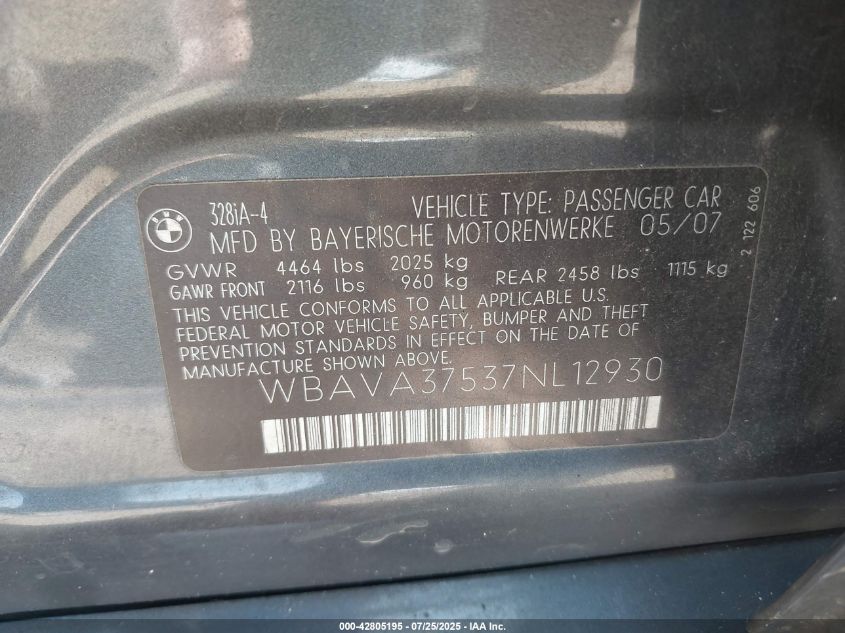 BMW
328iA-4 VEHICLE TYPE: PASSENGER CAR
MFD BY BAYERISCHE MOTORENWERKE 05/07
GVWR 4464 lbs 2025 kg
GAWR FRONT 2116 lbs 960 kg REAR 2458 lbs 1115 kg
THIS VEHICLE CONFORMS TO ALL APPLICABLE U.S.
FEDERAL MOTOR VEHICLE SAFETY, BUMPER AND THEFT
PREVENTION STANDARDS IN EFFECT ON THE DATE OF
MANUFACTURE SHOWN ABOVE.
WBAVA37537NL12930
2 122 606
000-42805195 - 07/25/2025 - IAA Inc.